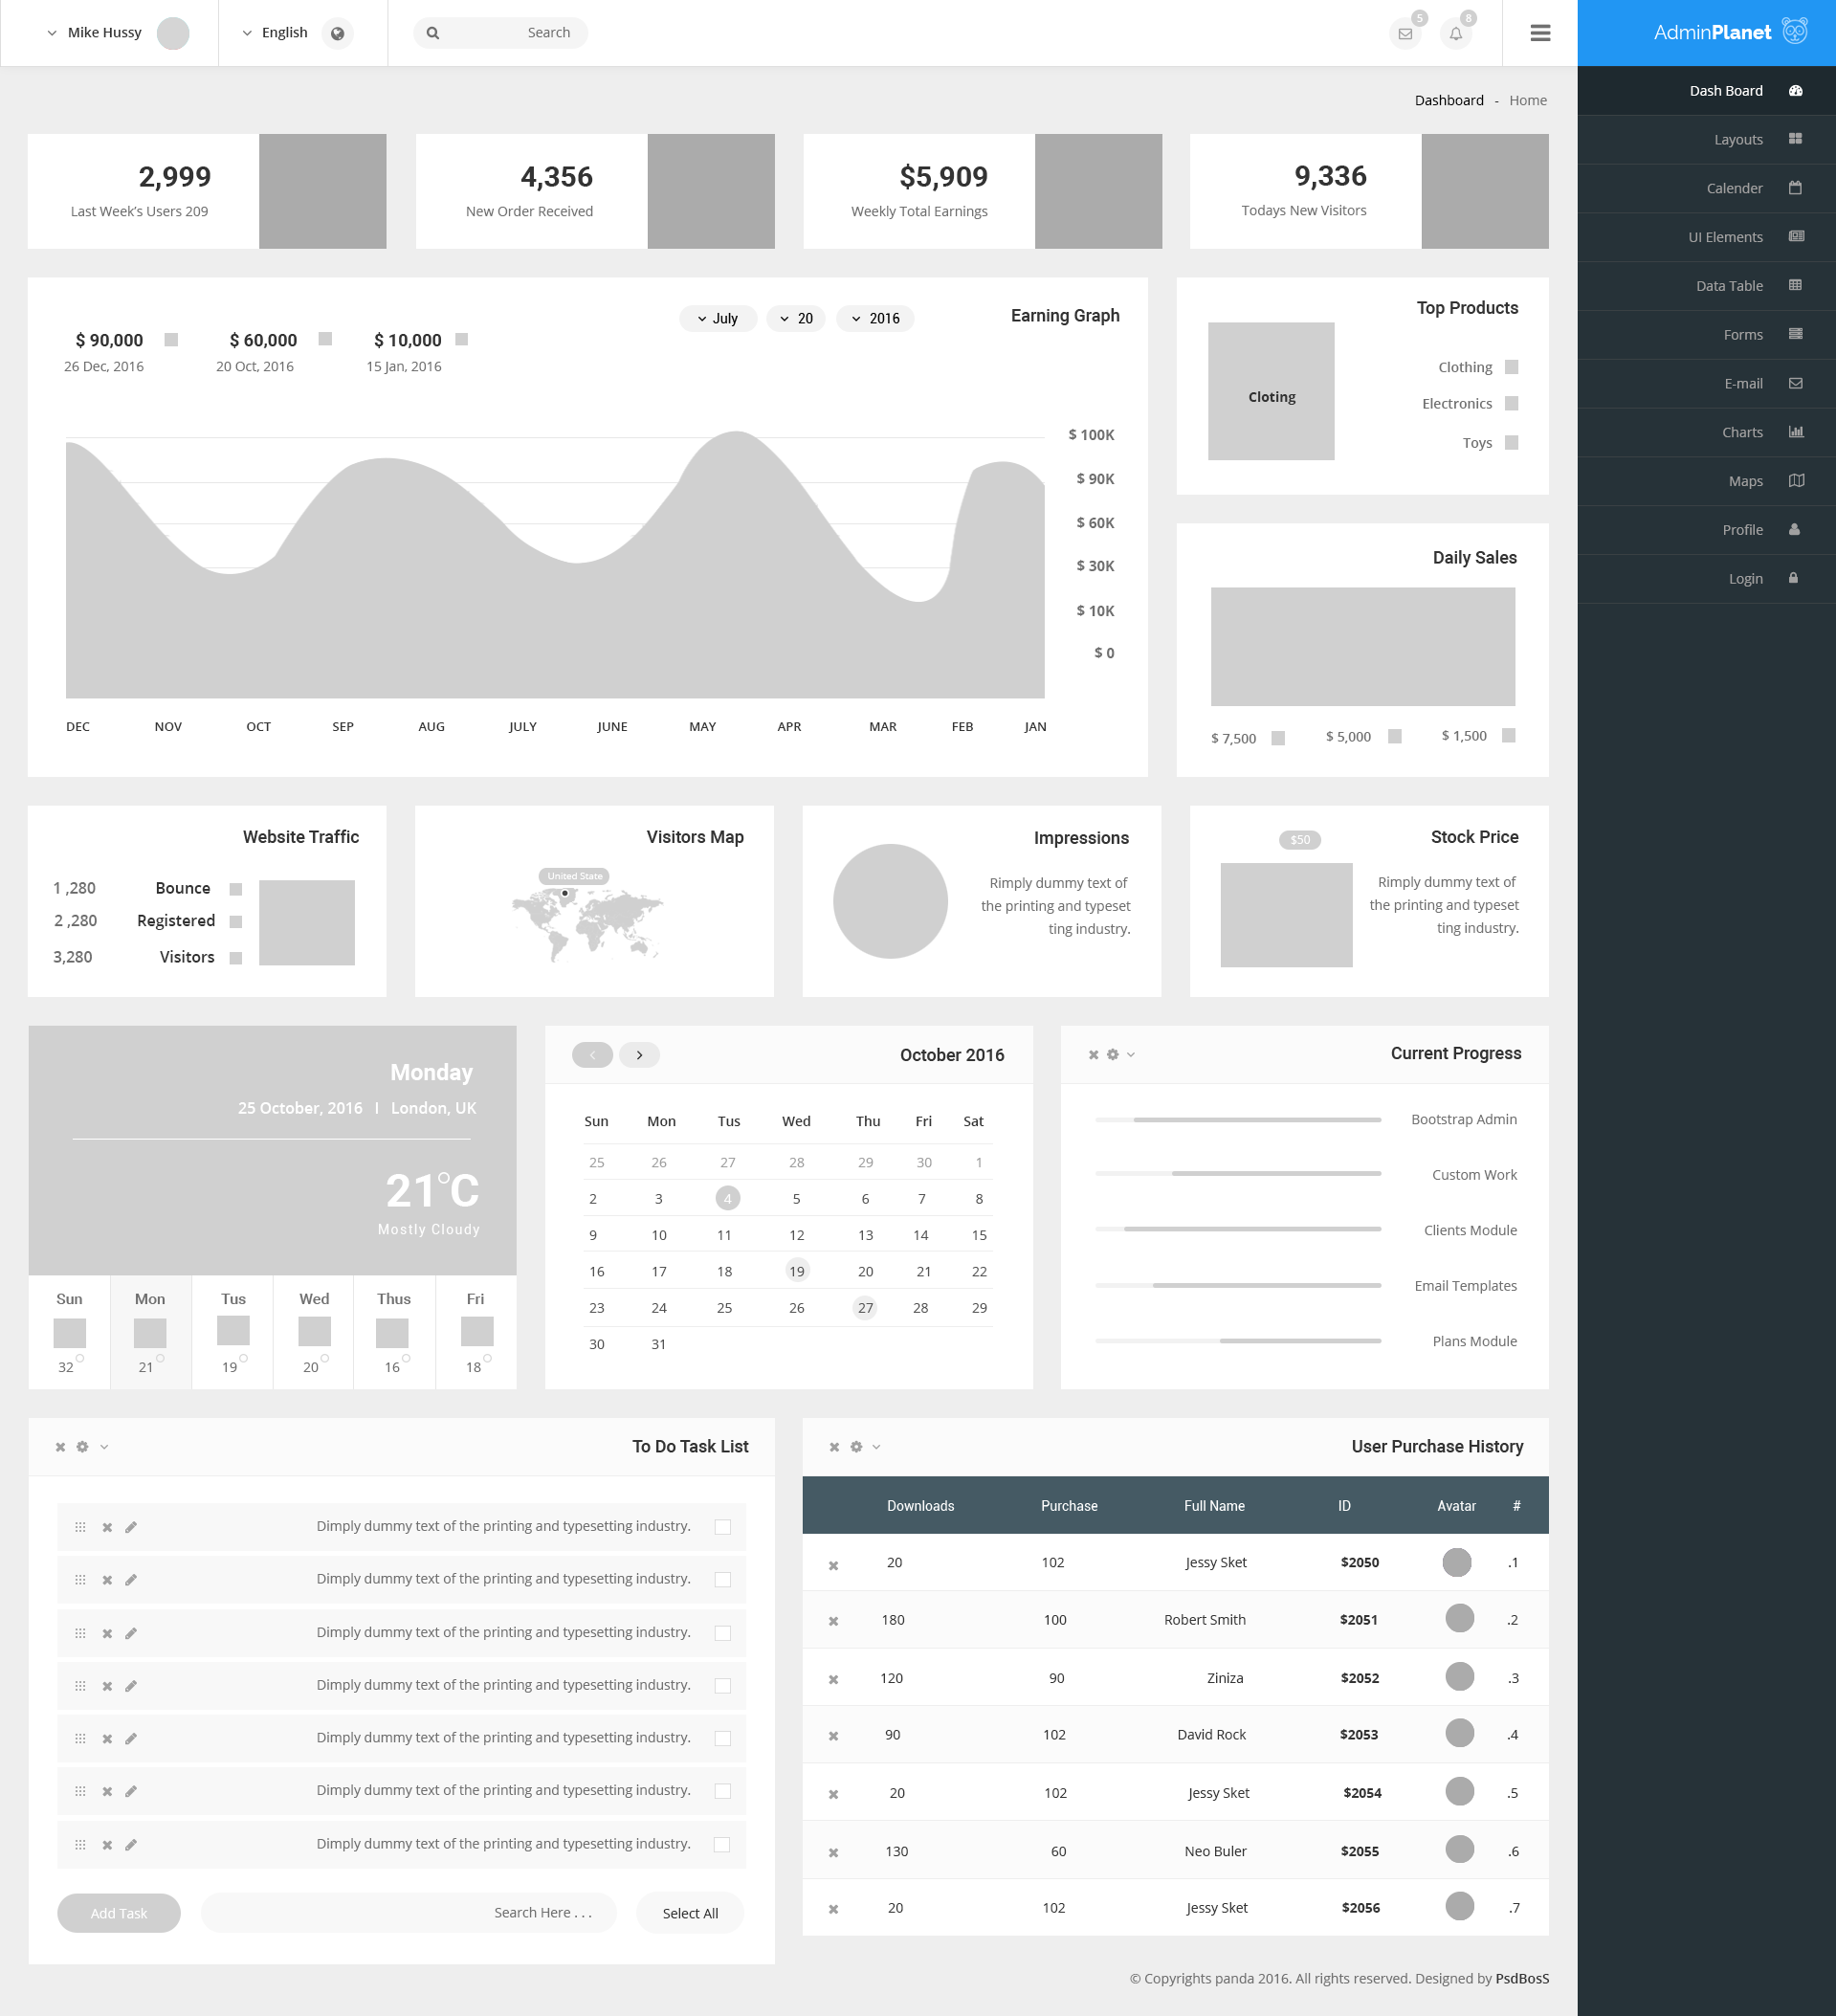 Mike Hussy
English
Search
5
8
AdminPlanet
Dashboard - Home
Dash Board
Layouts
Calender
UI Elements
Data Table
Forms
E-mail
Charts
Maps
Profile
Login
2,999
Last Week's Users 209
4,356
New Order Received
$5,909
Weekly Total Earnings
9,336
Todays New Visitors
July
20
2016
Earning Graph
$ 90,000
26 Dec, 2016
$ 60,000
20 Oct, 2016
$ 10,000
15 Jan, 2016
$ 100K
$ 90K
$ 60K
$ 30K
$ 10K
$ 0
DEC NOV OCT SEP AUG JULY JUNE MAY APR MAR FEB JAN
Top Products
Cloting
Clothing
Electronics
Toys
Daily Sales
$ 7,500
$ 5,000
$ 1,500
Website Traffic
1 ,280 Bounce
2 ,280 Registered
3,280 Visitors
Visitors Map
United State
Impressions
Rimply dummy text of
the printing and typeset
ting industry.
Stock Price
$50
Rimply dummy text of
the printing and typeset
ting industry.
Monday
25 October, 2016 I London, UK
21°C
Mostly Cloudy
Sun Mon Tus Wed Thus Fri
32° 21° 19° 20° 16° 18°
October 2016
Sun Mon Tus Wed Thu Fri Sat
25 26 27 28 29 30 1
2 3 4 5 6 7 8
9 10 11 12 13 14 15
16 17 18 19 20 21 22
23 24 25 26 27 28 29
30 31
Current Progress
Bootstrap Admin
Custom Work
Clients Module
Email Templates
Plans Module
To Do Task List
Dimply dummy text of the printing and typesetting industry.
Dimply dummy text of the printing and typesetting industry.
Dimply dummy text of the printing and typesetting industry.
Dimply dummy text of the printing and typesetting industry.
Dimply dummy text of the printing and typesetting industry.
Dimply dummy text of the printing and typesetting industry.
Dimply dummy text of the printing and typesetting industry.
Add Task
Search Here . . .
Select All
User Purchase History
Downloads Purchase Full Name ID Avatar #
20 102 Jessy Sket $2050 .1
180 100 Robert Smith $2051 .2
120 90 Ziniza $2052 .3
90 102 David Rock $2053 .4
20 102 Jessy Sket $2054 .5
130 60 Neo Buler $2055 .6
20 102 Jessy Sket $2056 .7
© Copyrights panda 2016. All rights reserved. Designed by PsdBosS